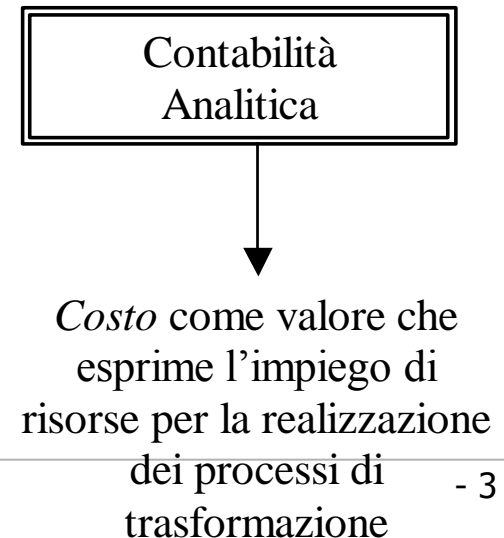 Contabilità
Analitica
Costo come valore che
esprime l’impiego di
risorse per la realizzazione
dei processi di
- 3
trasformazione